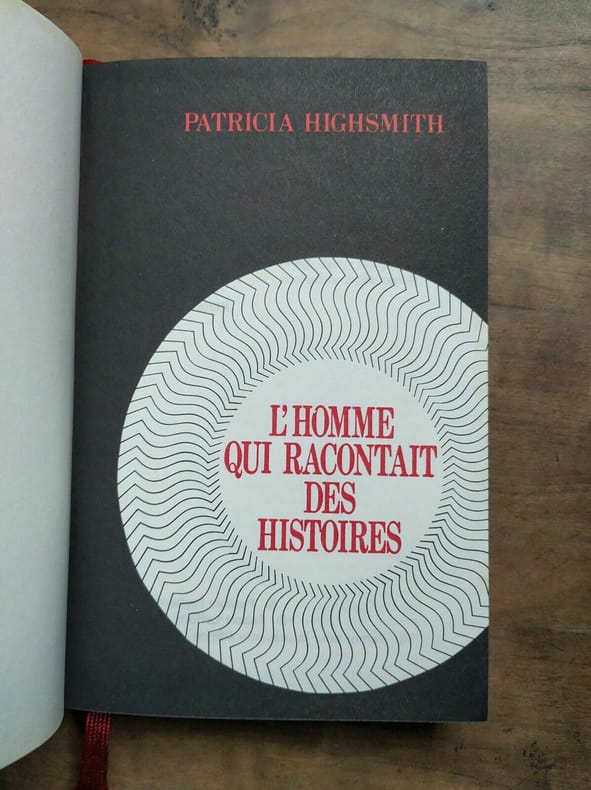 PATRICIA HIGHSMITH
L'HOMME
QUI RACONTAIT
DES
HISTOIRES